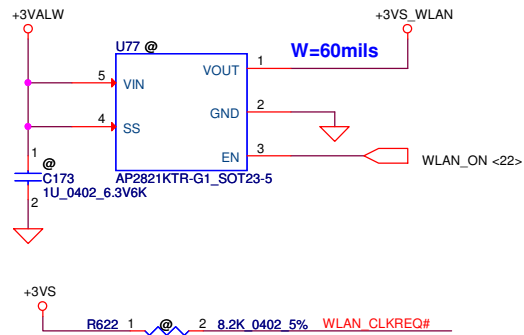 +3VALW
+3VS_WLAN
U77 @
W=60mils
5 VIN
VOUT 1
4 SS
GND 2
EN 3
WLAN_ON <22>
AP2821KTR-G1_SOT23-5
1
@
C173
1U_0402_6.3V6K
2
+3VS
R622 1 @ 2 8.2K_0402_5% WLAN_CLKREQ#